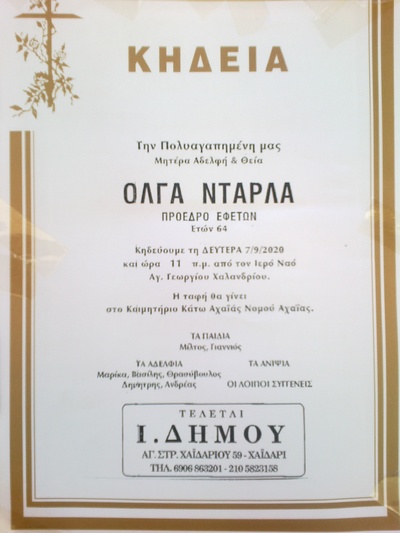 ΚΗΔΕΙΑ
Την Πολυαγαπημένη μας
Μητέρα Αδελφή & Θεία
ΟΛΓΑ ΝΤΑΡΛΑ
ΠΡΟΕΔΡΟ ΕΦΕΤΩΝ
Ετών 64
Κηδεύουμε τη ΔΕΥΤΕΡΑ 7/9/2020
και ώρα 11 π.μ. από τον Ιερό Ναό
Αγ. Γεωργίου Χαλανδρίου.
Η ταφή θα γίνει
στο Κοιμητήριο Κάτω Αχαΐάς Νομού Αχαΐας.
ΤΑ ΠΑΙΔΙΑ
Μίλτος, Γιαννιός
ΤΑ ΑΔΕΛΦΙΑ
Μαρίκα, Βασίλης, Θρασύβουλος
Δημήτρης, Ανδρέας
ΤΑ ΑΝΙΨΙΑ
ΟΙ ΛΟΙΠΟΙ ΣΥΓΓΕΝΕΙΣ
ΤΕΛΕΤΑΙ
Ι. ΔΗΜΟΥ
ΑΓ. ΣΤΡ. ΧΑΪΔΑΡΙΟΥ 59 - ΧΑΪΔΑΡΙ
ΤΗΛ. 6906 863201 - 210 5823158